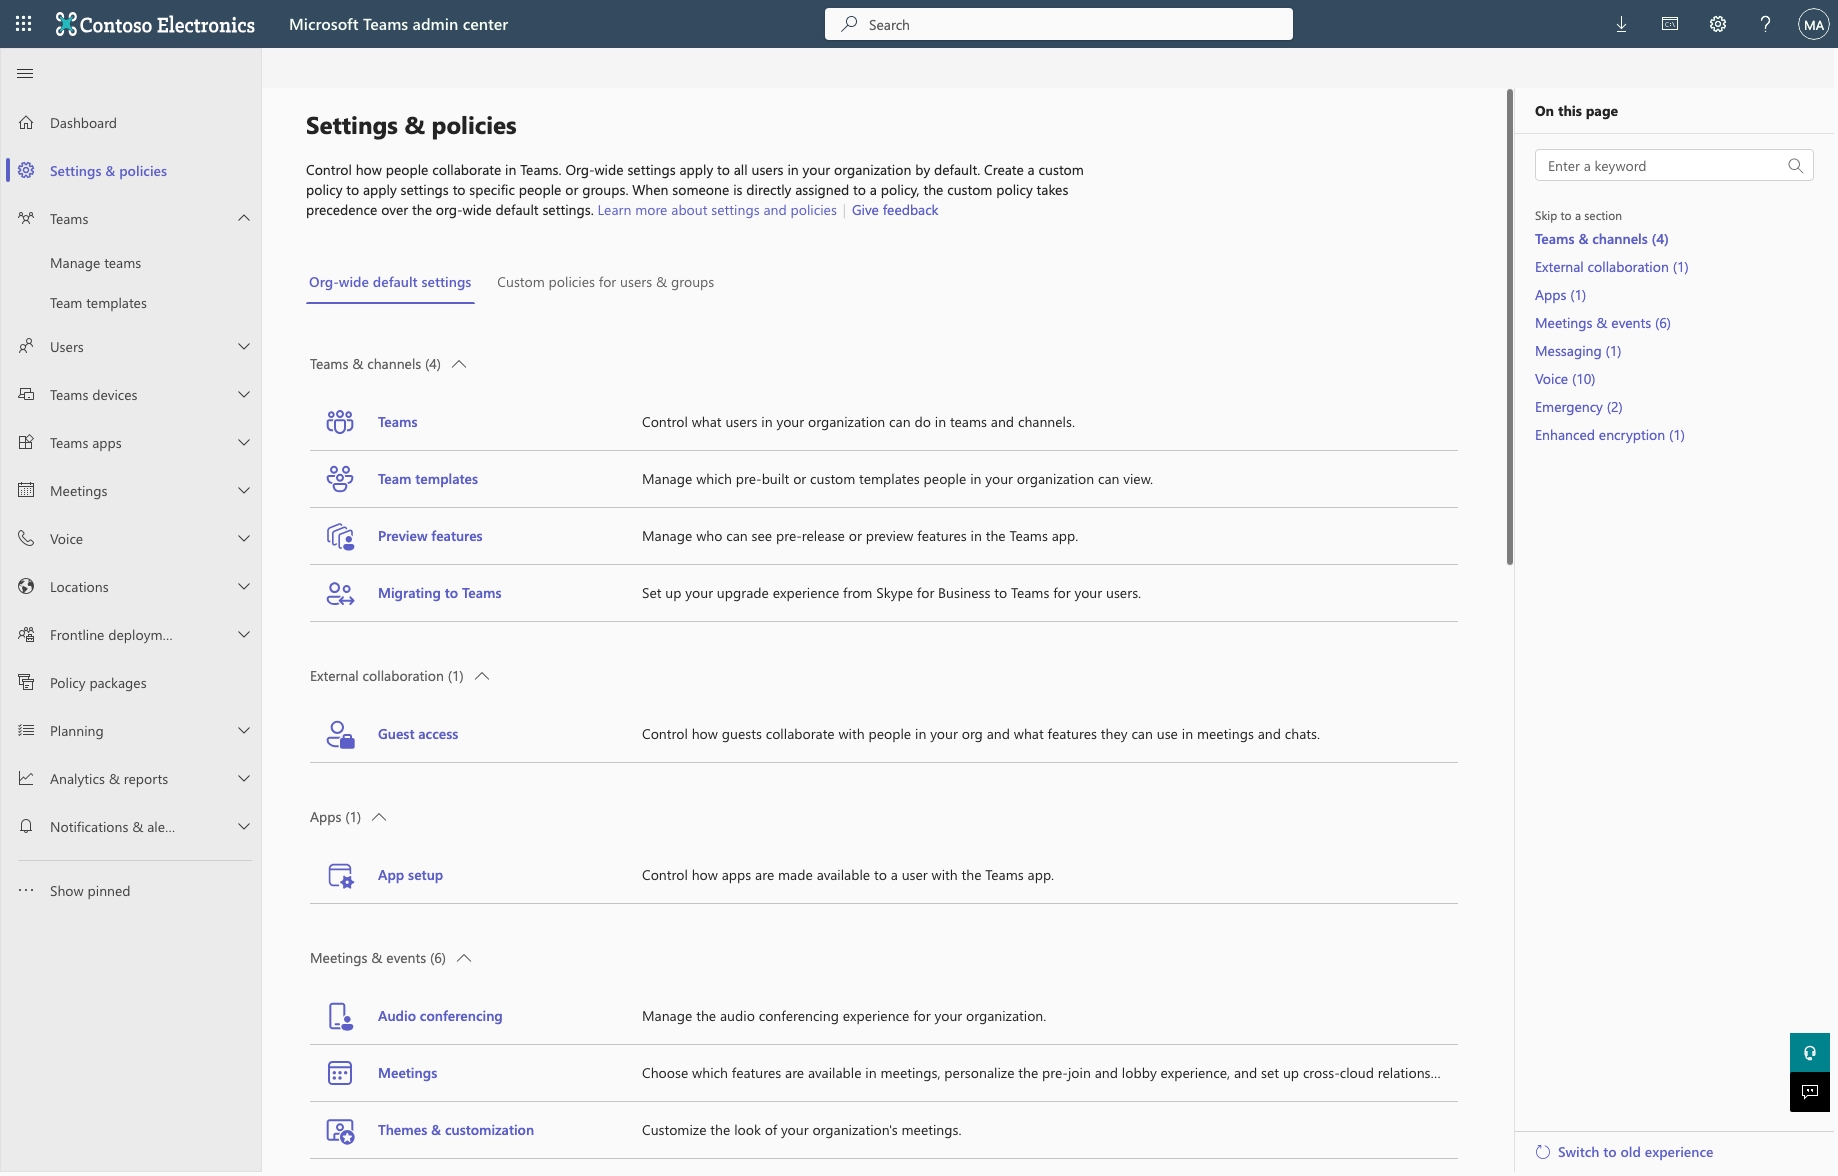 Contoso Electronics
Microsoft Teams admin center
Search
MA
Dashboard
Settings & policies
Teams
Manage teams
Team templates
Users
Teams devices
Teams apps
Meetings
Voice
Locations
Frontline deploym...
Policy packages
Planning
Analytics & reports
Notifications & ale...
Show pinned
Settings & policies
Control how people collaborate in Teams. Org-wide settings apply to all users in your organization by default. Create a custom
policy to apply settings to specific people or groups. When someone is directly assigned to a policy, the custom policy takes
precedence over the org-wide default settings. Learn more about settings and policies | Give feedback
Org-wide default settings
Custom policies for users & groups
Teams & channels (4)
Teams
Control what users in your organization can do in teams and channels.
Team templates
Manage which pre-built or custom templates people in your organization can view.
Preview features
Manage who can see pre-release or preview features in the Teams app.
Migrating to Teams
Set up your upgrade experience from Skype for Business to Teams for your users.
External collaboration (1)
Guest access
Control how guests collaborate with people in your org and what features they can use in meetings and chats.
Apps (1)
App setup
Control how apps are made available to a user with the Teams app.
Meetings & events (6)
Audio conferencing
Manage the audio conferencing experience for your organization.
Meetings
Choose which features are available in meetings, personalize the pre-join and lobby experience, and set up cross-cloud relations...
Themes & customization
Customize the look of your organization's meetings.
On this page
Enter a keyword
Skip to a section
Teams & channels (4)
External collaboration (1)
Apps (1)
Meetings & events (6)
Messaging (1)
Voice (10)
Emergency (2)
Enhanced encryption (1)
Switch to old experience